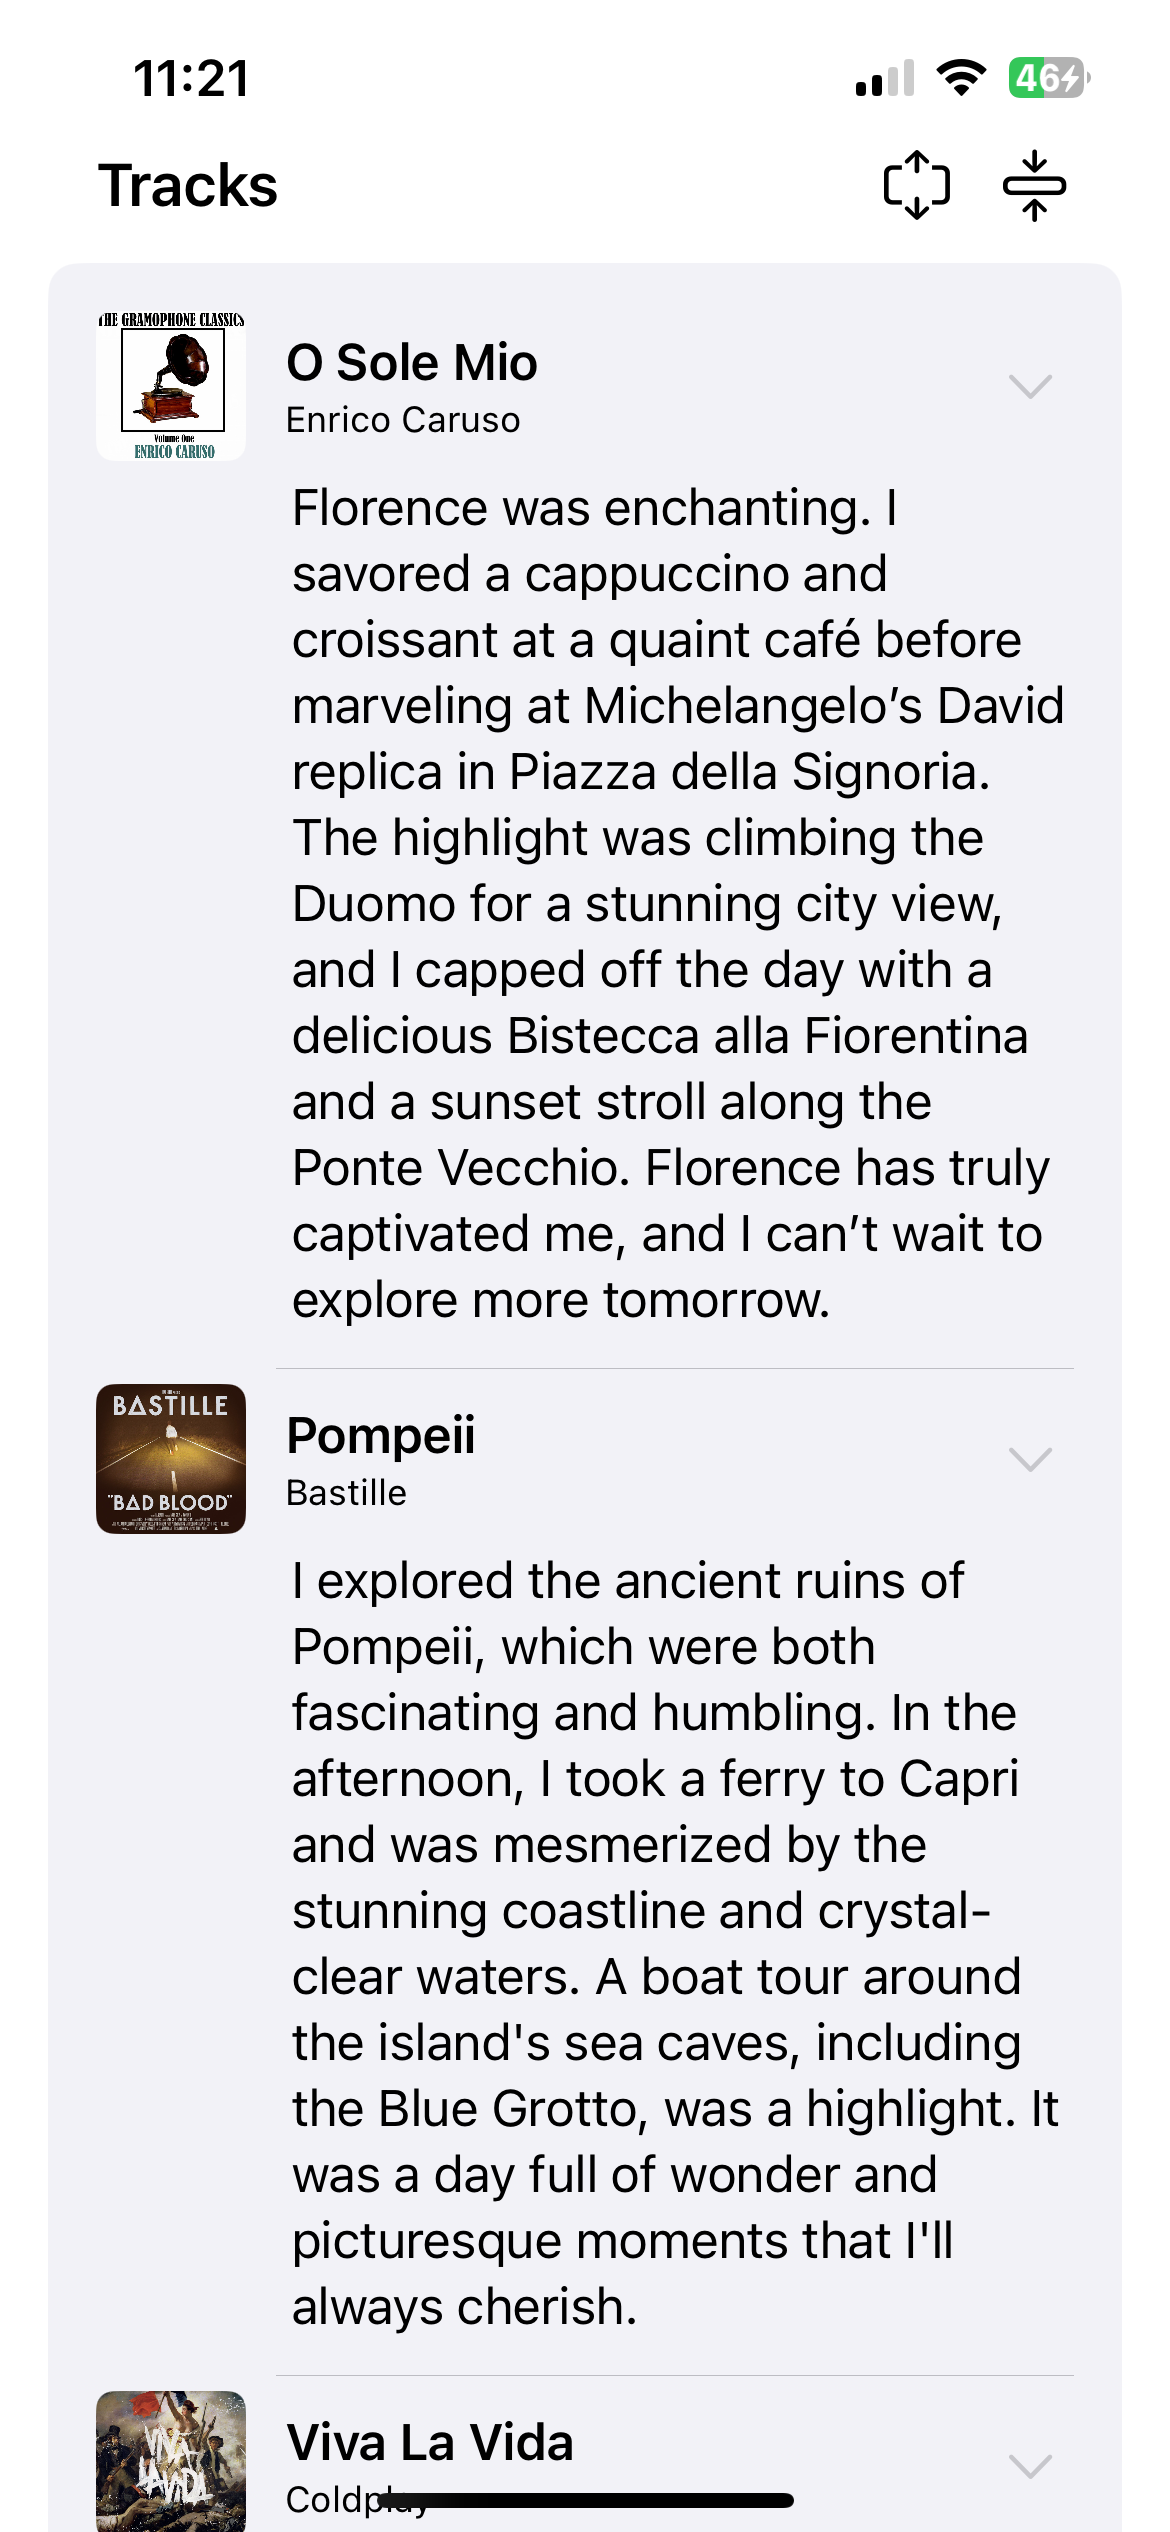 11:21
46
Tracks
THE GRAMOPHONE CLASSICS
Volume One
ENRICO CARUSO
O Sole Mio
Enrico Caruso
Florence was enchanting. I
savored a cappuccino and
croissant at a quaint café before
marveling at Michelangelo’s David
replica in Piazza della Signoria.
The highlight was climbing the
Duomo for a stunning city view,
and I capped off the day with a
delicious Bistecca alla Fiorentina
and a sunset stroll along the
Ponte Vecchio. Florence has truly
captivated me, and I can’t wait to
explore more tomorrow.
BASTILLE
"BAD BLOOD"
Pompeii
Bastille
I explored the ancient ruins of
Pompeii, which were both
fascinating and humbling. In the
afternoon, I took a ferry to Capri
and was mesmerized by the
stunning coastline and crystal-
clear waters. A boat tour around
the island's sea caves, including
the Blue Grotto, was a highlight. It
was a day full of wonder and
picturesque moments that I'll
always cherish.
VIVA
LA VIDA
Viva La Vida
Coldplay